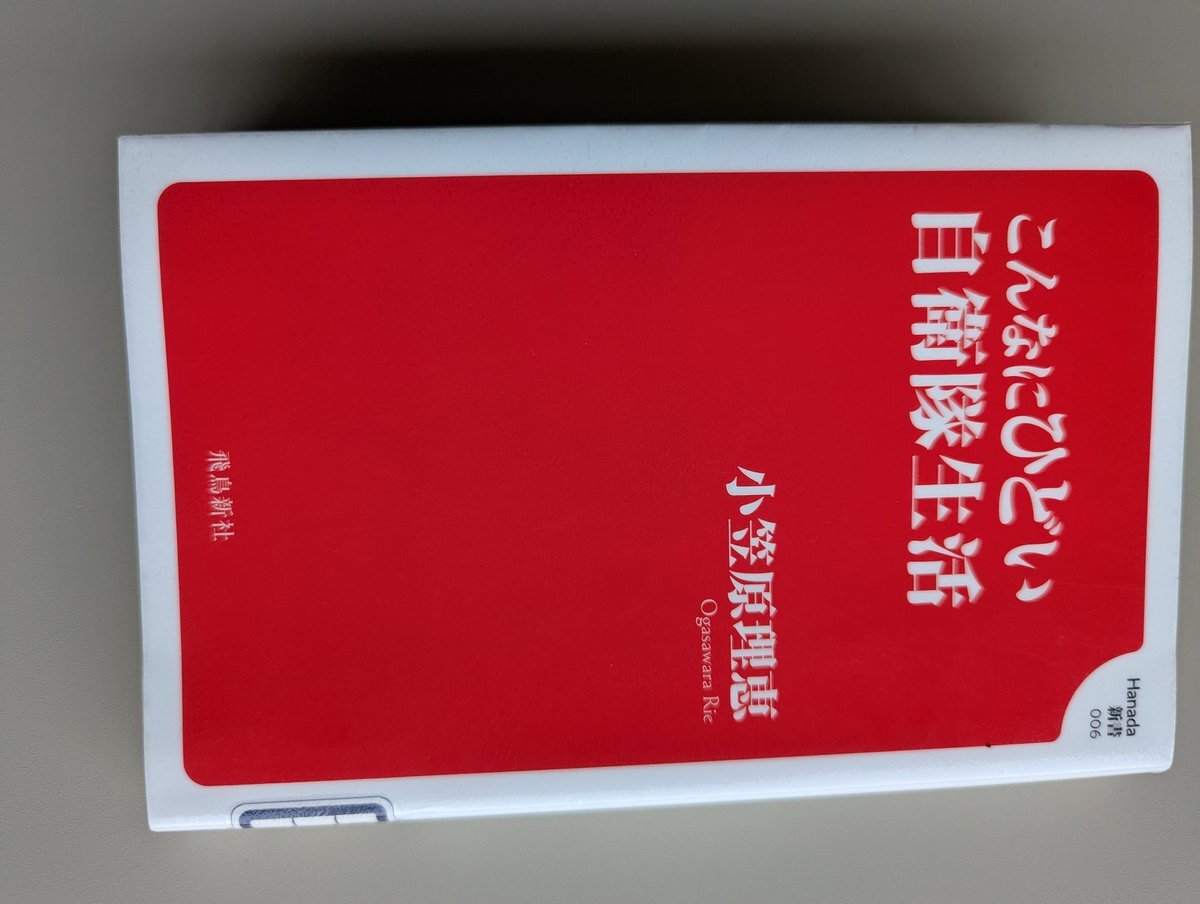 こんなにひどい
自衛隊生活
小笠原理恵
Ogasawara Rie
飛鳥新社
Hanada
新書
006